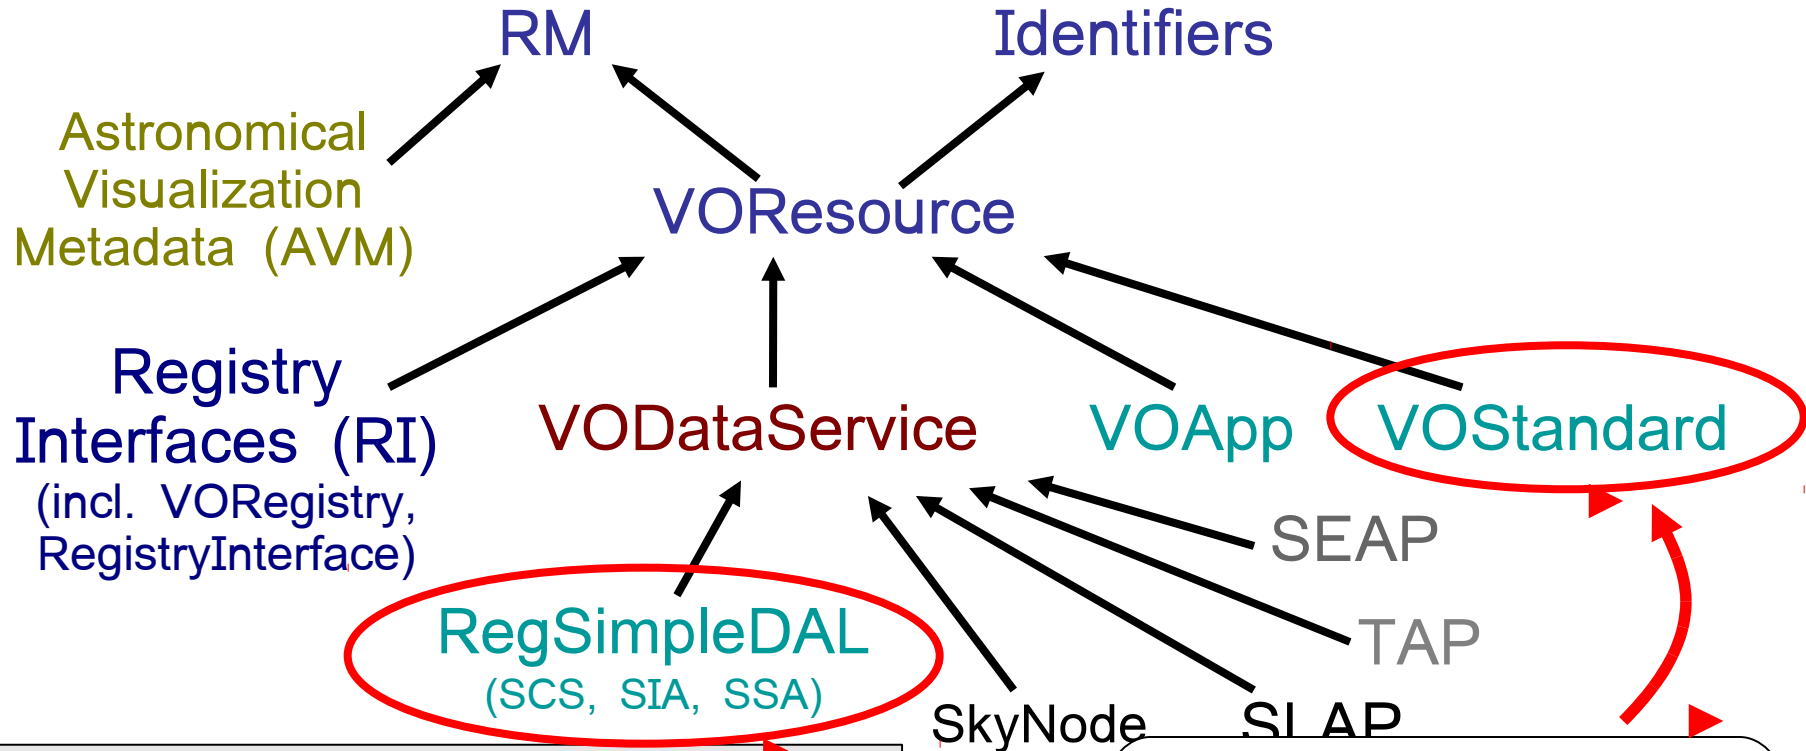 RM
Identifiers
Astronomical
Visualization
Metadata (AVM)
VOResource
Registry
Interfaces (RI)
(incl. VORegistry,
RegistryInterface)
VODataService
VOApp
VOStandard
SEAP
RegSimpleDAL
(SCS, SIA, SSA)
TAP
SkyNode
SLAP